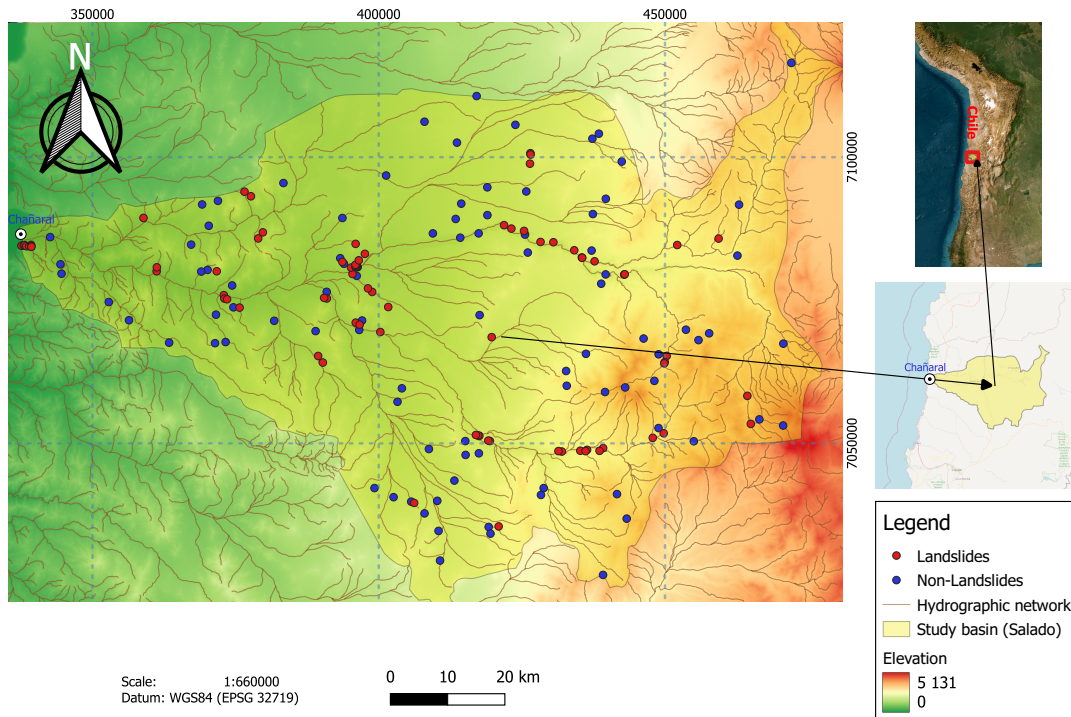 350000
400000
450000
N
Chile
7100000
Chañaral
Chañaral
7050000
Legend
Landslides
Non-Landslides
Hydrographic network
Study basin (Salado)
Elevation
5 131
0
Scale: 1:660000
Datum: WGS84 (EPSG 32719)
0 10 20 km